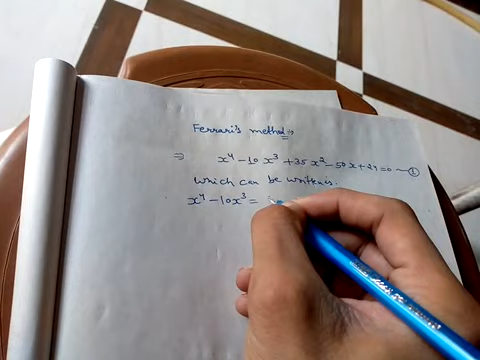 Ferrari's method :⇒
⇒ x⁴ - 10x³ + 35x² - 50x + 24 = 0 — ①
Which can be written as.
x⁴ - 10x³ =